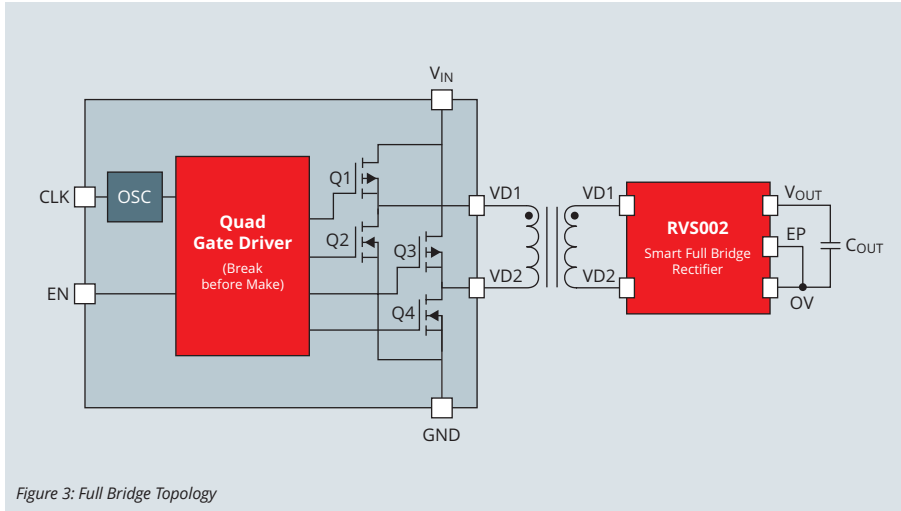 VIN
CLK
OSC
Quad
Gate Driver
(Break
before Make)
EN
Q1
Q2
Q3
Q4
GND
VD1
VD2
VD1
VD2
RVS002
Smart Full Bridge
Rectifier
VOUT
EP
COUT
OV
Figure 3: Full Bridge Topology